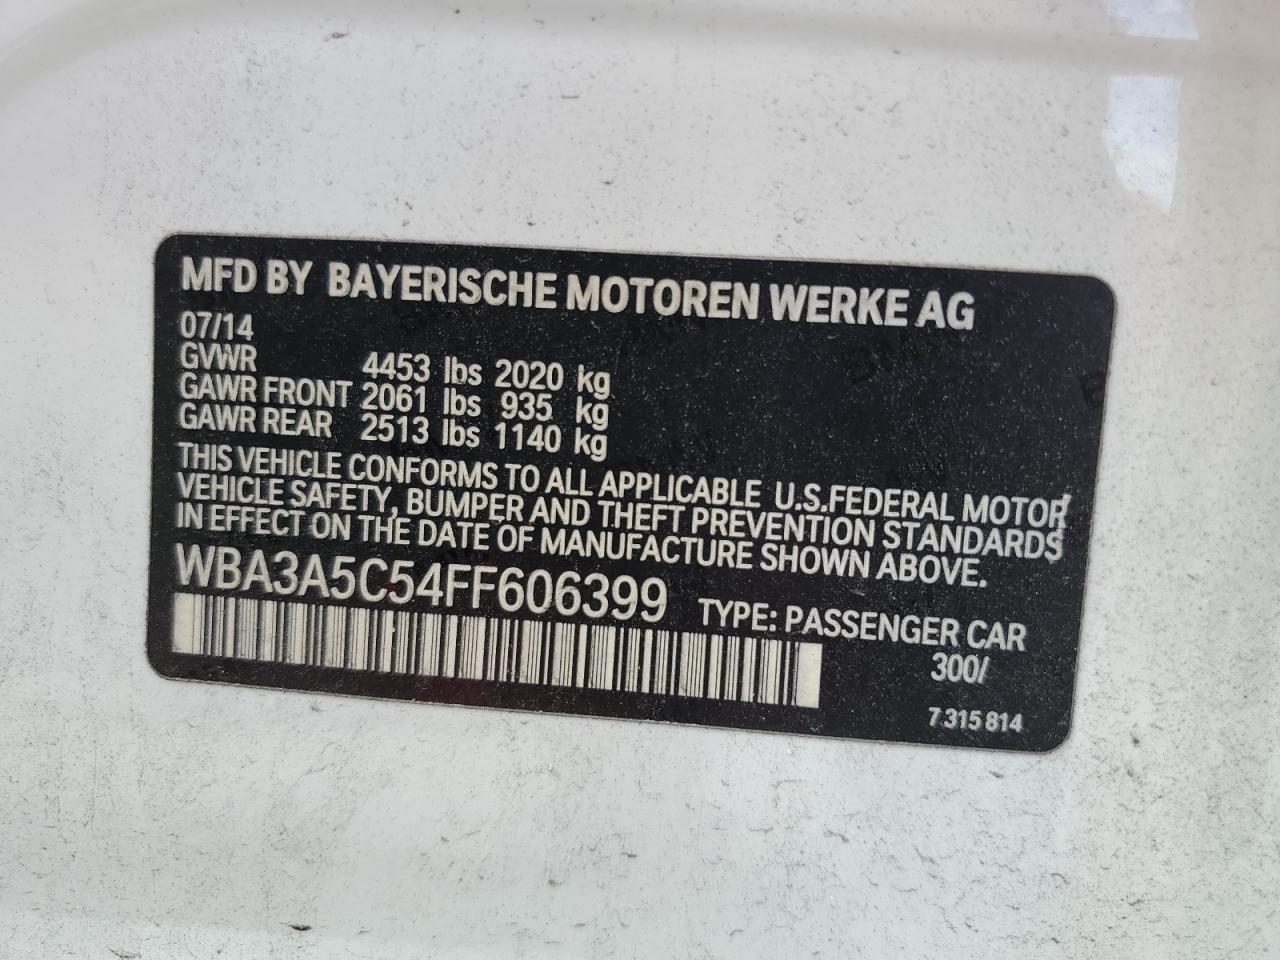 MFD BY BAYERISCHE MOTOREN WERKE AG
07/14
GVWR 4453 lbs 2020 kg
GAWR FRONT 2061 lbs 935 kg
GAWR REAR 2513 lbs 1140 kg
THIS VEHICLE CONFORMS TO ALL APPLICABLE U.S.FEDERAL MOTOR
VEHICLE SAFETY, BUMPER AND THEFT PREVENTION STANDARDS
IN EFFECT ON THE DATE OF MANUFACTURE SHOWN ABOVE.
WBA3A5C54FF606399 TYPE: PASSENGER CAR
300/
7 315 814